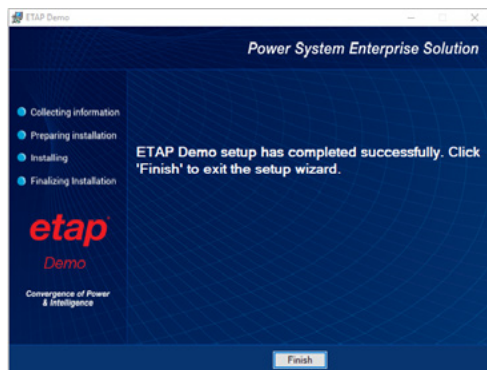 ETAP Demo
Power System Enterprise Solution
Collecting information
Preparing installation
Installing
Finalizing Installation
ETAP Demo setup has completed successfully. Click
'Finish' to exit the setup wizard.
etap
Demo
Convergence of Power
& Intelligence
Finish